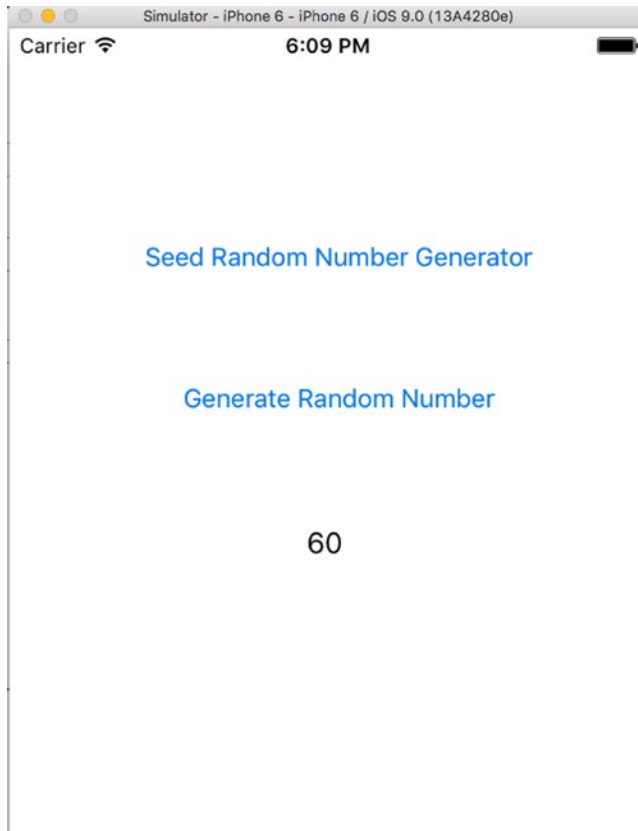 Simulator - iPhone 6 - iPhone 6 / iOS 9.0 (13A4280e)
Carrier 6:09 PM
Seed Random Number Generator
Generate Random Number
60